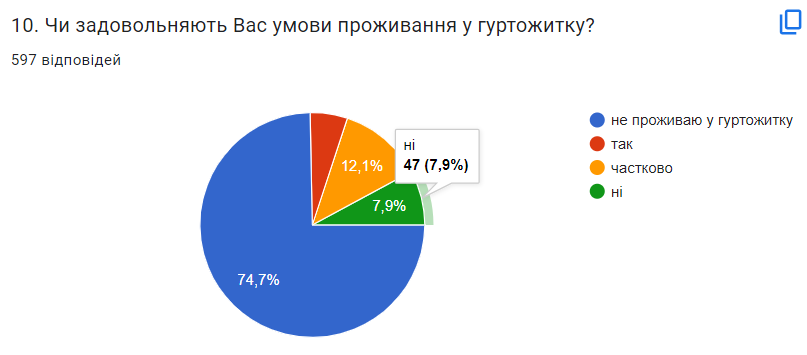 10. Чи задовольняють Вас умови проживання у гуртожитку?
597 відповідей
не проживаю у гуртожитку
так
частково
ні
ні
47 (7,9%)
12,1%
7,9%
74,7%